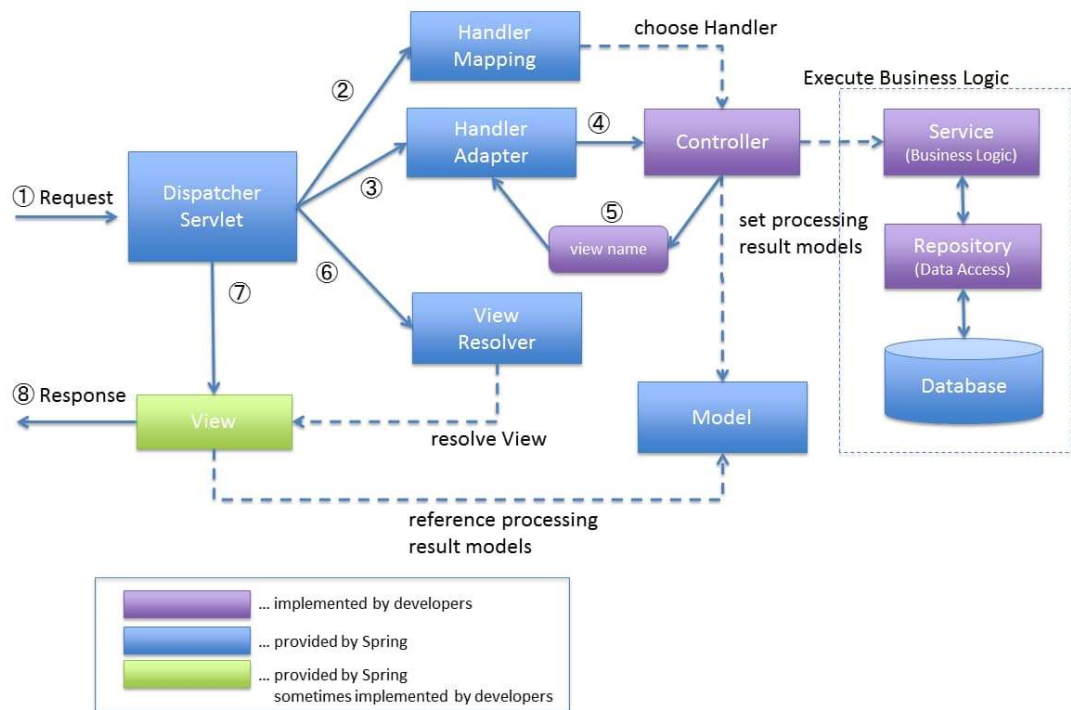 Handler
Mapping
choose Handler
②
Execute Business Logic
Handler
Adapter
④
Controller
Service
(Business Logic)
① Request
Dispatcher
Servlet
③
⑤
view name
set processing
result models
Repository
(Data Access)
⑥
⑦
View
Resolver
Database
⑧ Response
View
resolve View
Model
reference processing
result models
... implemented by developers
... provided by Spring
... provided by Spring
sometimes implemented by developers